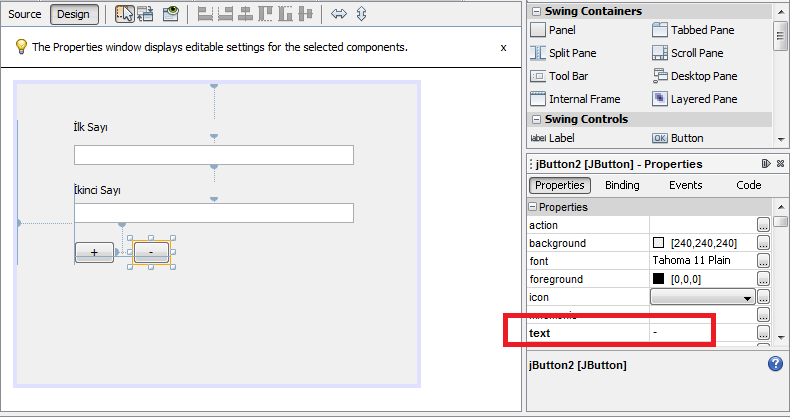 Source Design
The Properties window displays editable settings for the selected components. x
İlk Sayı
İkinci Sayı
+ -
Swing Containers
Panel Tabbed Pane
Split Pane Scroll Pane
Tool Bar Desktop Pane
Internal Frame Layered Pane
Swing Controls
label Label OK Button
jButton2 [JButton] - Properties
Properties Binding Events Code
Properties
action ...
background [240,240,240] ...
font Tahoma 11 Plain ...
foreground [0,0,0] ...
icon ...
mnemonic ...
text - ...
jButton2 [JButton] ?